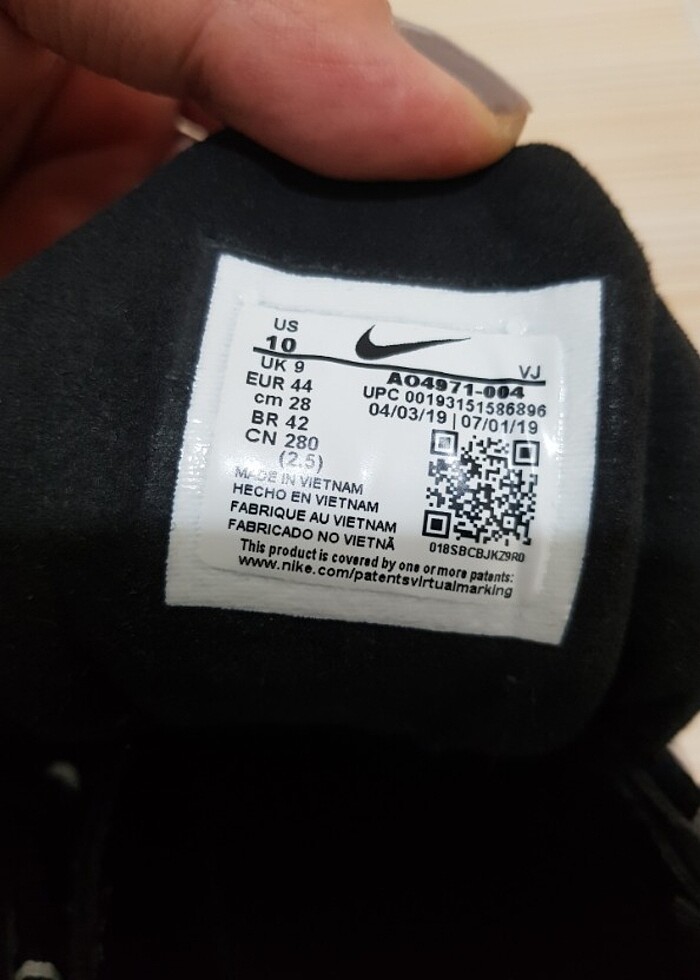 US
10
UK 9
EUR 44
cm 28
BR 42
CN 280
(2.5)
VJ
AO4971-004
UPC 00193151586896
04/03/19 | 07/01/19
018SBCBJKZ9R0
MADE IN VIETNAM
HECHO EN VIETNAM
FABRIQUE AU VIETNAM
FABRICADO NO VIETNÃ
This product is covered by one or more patents:
www.nike.com/patentsvirtualmarking